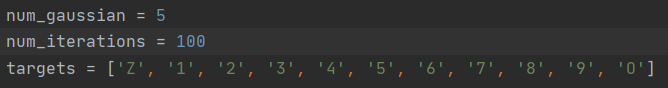 num_gaussian = 5
num_iterations = 100
targets = ['Z', '1', '2', '3', '4', '5', '6', '7', '8', '9', 'O']